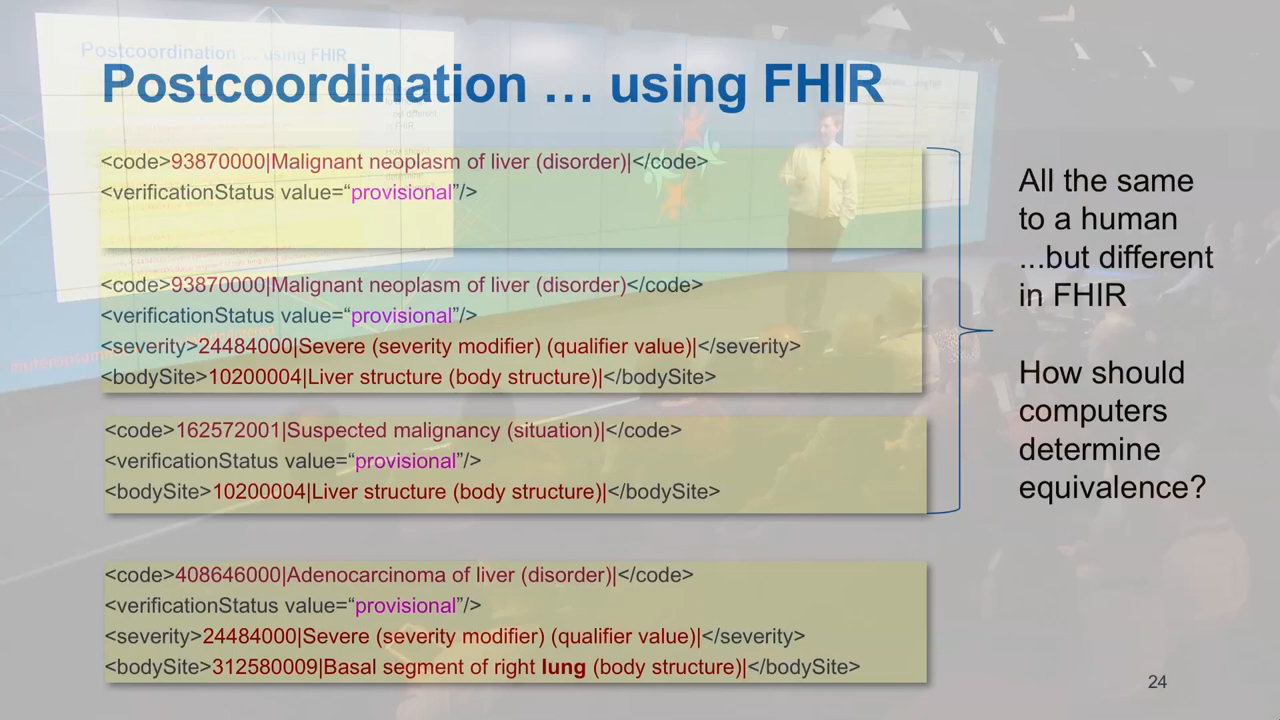 Postcoordination … using FHIR
Postcoordination … using FHIR
<code>93870000|Malignant neoplasm of liver (disorder)|</code>
<verificationStatus value=“provisional”/>
<code>93870000|Malignant neoplasm of liver (disorder)</code>
<verificationStatus value=“provisional”/>
<severity>24484000|Severe (severity modifier) (qualifier value)|</severity>
<bodySite>10200004|Liver structure (body structure)|</bodySite>
<code>162572001|Suspected malignancy (situation)|</code>
<verificationStatus value=“provisional”/>
<bodySite>10200004|Liver structure (body structure)|</bodySite>
<code>408646000|Adenocarcinoma of liver (disorder)|</code>
<verificationStatus value=“provisional”/>
<severity>24484000|Severe (severity modifier) (qualifier value)|</severity>
<bodySite>312580009|Basal segment of right lung (body structure)|</bodySite>
All the same
to a human
...but different
in FHIR
How should
computers
determine
equivalence?
24